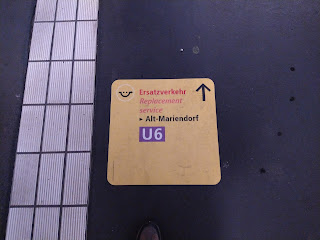 Ersatzverkehr
Replacement
service
▸ Alt-Mariendorf
U6